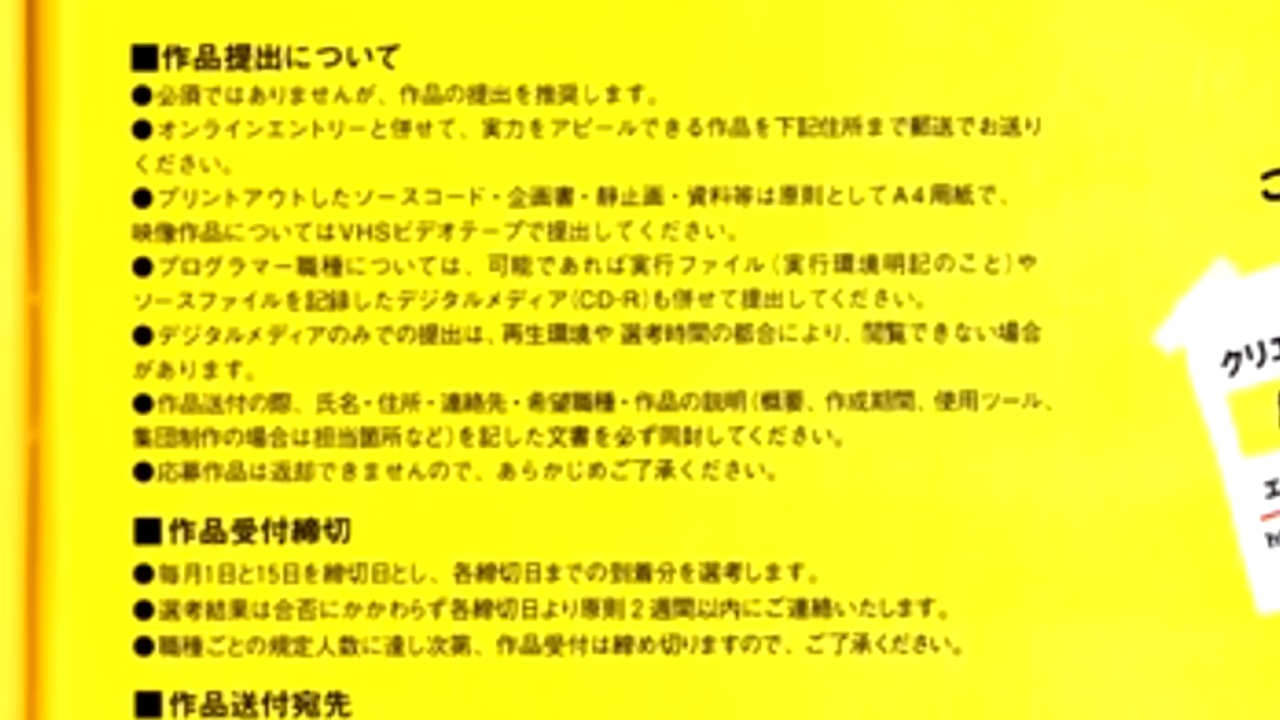 ■作品提出について
●必須ではありませんが、作品の提出を推奨します。
●オンラインエントリーと併せて、実力をアピールできる作品を下記住所まで郵送でお送り
ください。
●プリントアウトしたソースコード・企画書・静止画・資料等は原則としてA4用紙で、
映像作品についてはVHSビデオテープで提出してください。
●プログラマー職種については、可能であれば実行ファイル(実行環境明記のこと)や
ソースファイルを記録したデジタルメディア(CD-R)も併せて提出してください。
●デジタルメディアのみでの提出は、再生環境や選考時間の都合により、閲覧できない場合
があります。
●作品送付の際、氏名・住所・連絡先・希望職種・作品の説明(概要、作成期間、使用ツール、
集団制作の場合は担当箇所など)を記した文書を必ず同封してください。
●応募作品は返却できませんので、あらかじめご了承ください。
■作品受付締切
●毎月1日と15日を締切日とし、各締切日までの到着分を選考します。
●選考結果は合否にかかわらず各締切日より原則2週間以内にご連絡いたします。
●職種ごとの規定人数に達し次第、作品受付は締め切りますので、ご了承ください。
■作品送付宛先
つ
クリエ
エ